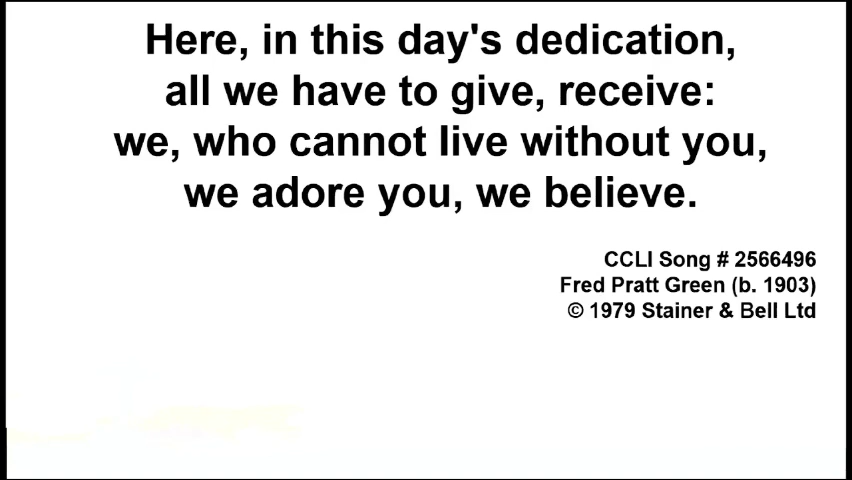 Here, in this day's dedication,
all we have to give, receive:
we, who cannot live without you,
we adore you, we believe.
CCLI Song # 2566496
Fred Pratt Green (b. 1903)
© 1979 Stainer & Bell Ltd